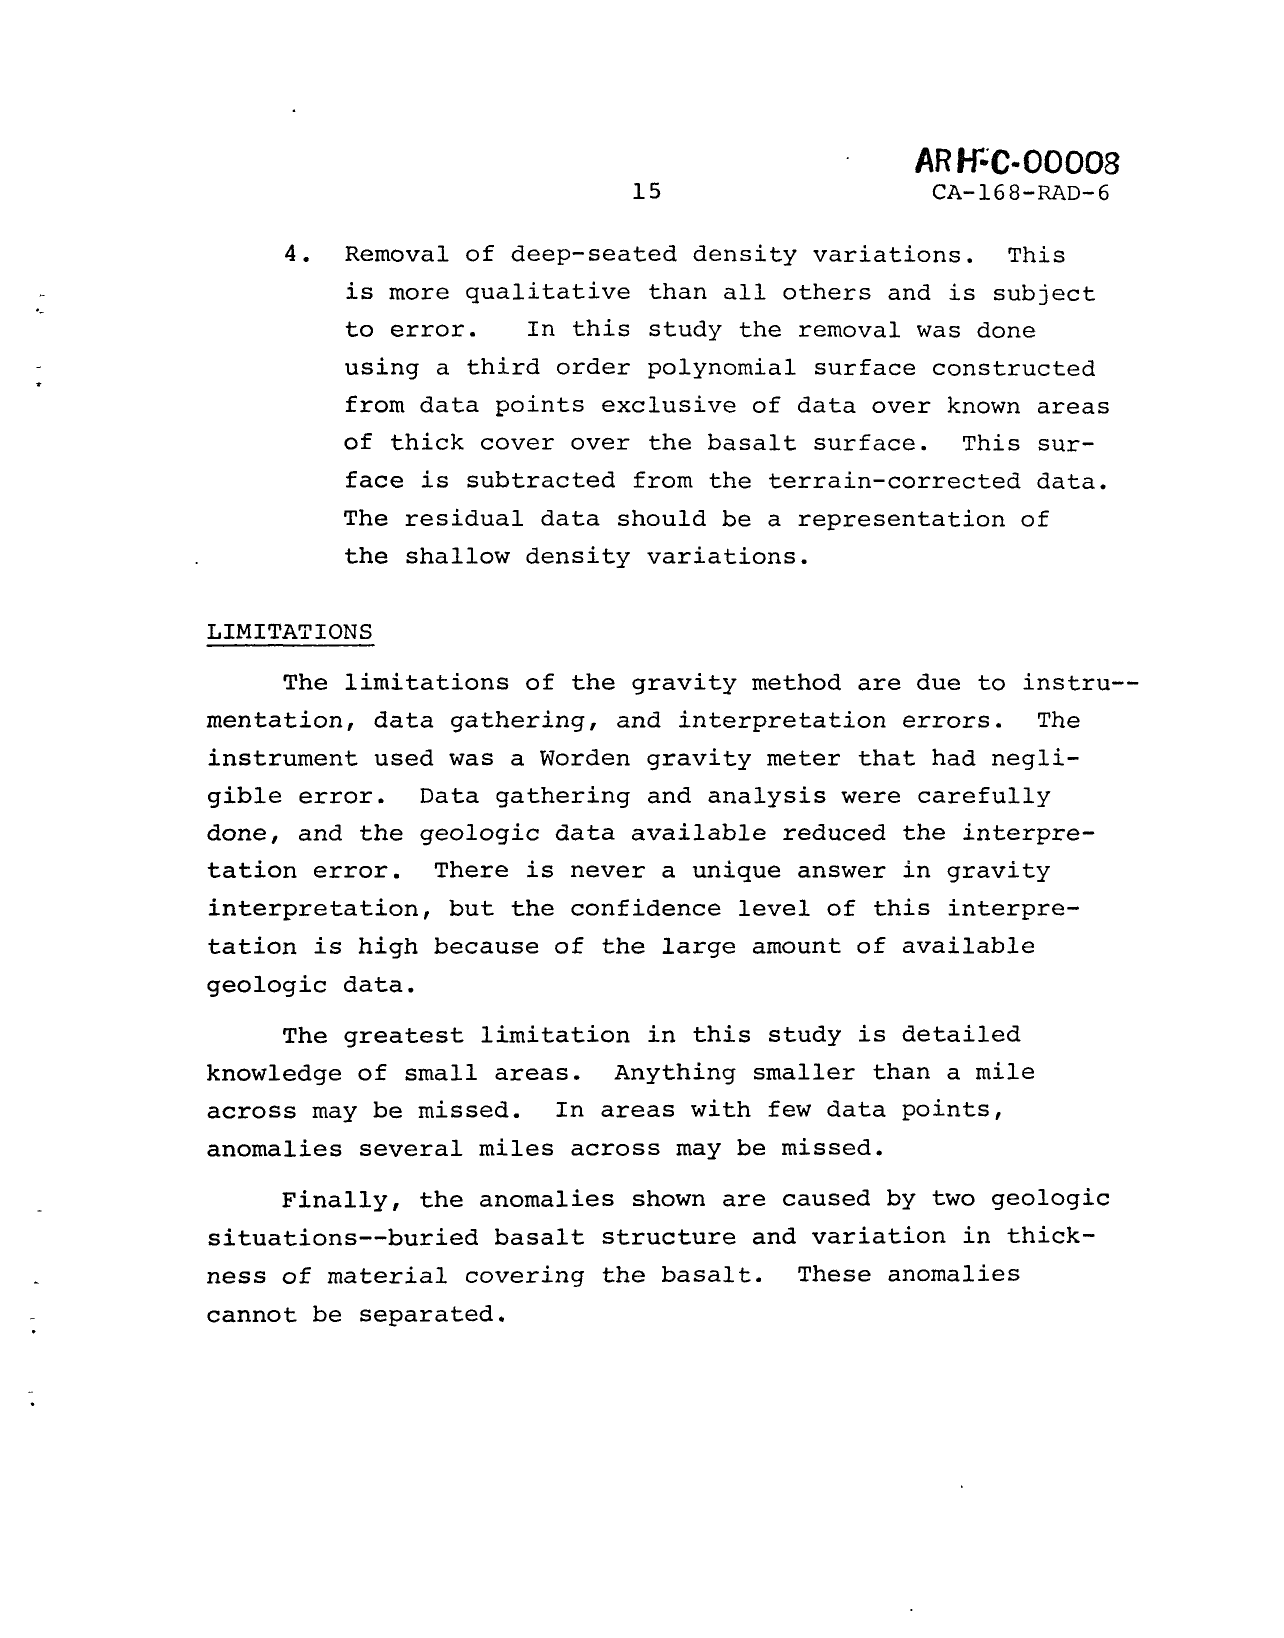 ARH-C-00008
15 CA-168-RAD-6
4. Removal of deep-seated density variations. This
is more qualitative than all others and is subject
to error. In this study the removal was done
using a third order polynomial surface constructed
from data points exclusive of data over known areas
of thick cover over the basalt surface. This sur-
face is subtracted from the terrain-corrected data.
The residual data should be a representation of
the shallow density variations.
LIMITATIONS
The limitations of the gravity method are due to instru--
mentation, data gathering, and interpretation errors. The
instrument used was a Worden gravity meter that had negli-
gible error. Data gathering and analysis were carefully
done, and the geologic data available reduced the interpre-
tation error. There is never a unique answer in gravity
interpretation, but the confidence level of this interpre-
tation is high because of the large amount of available
geologic data.
The greatest limitation in this study is detailed
knowledge of small areas. Anything smaller than a mile
across may be missed. In areas with few data points,
anomalies several miles across may be missed.
Finally, the anomalies shown are caused by two geologic
situations--buried basalt structure and variation in thick-
ness of material covering the basalt. These anomalies
cannot be separated.